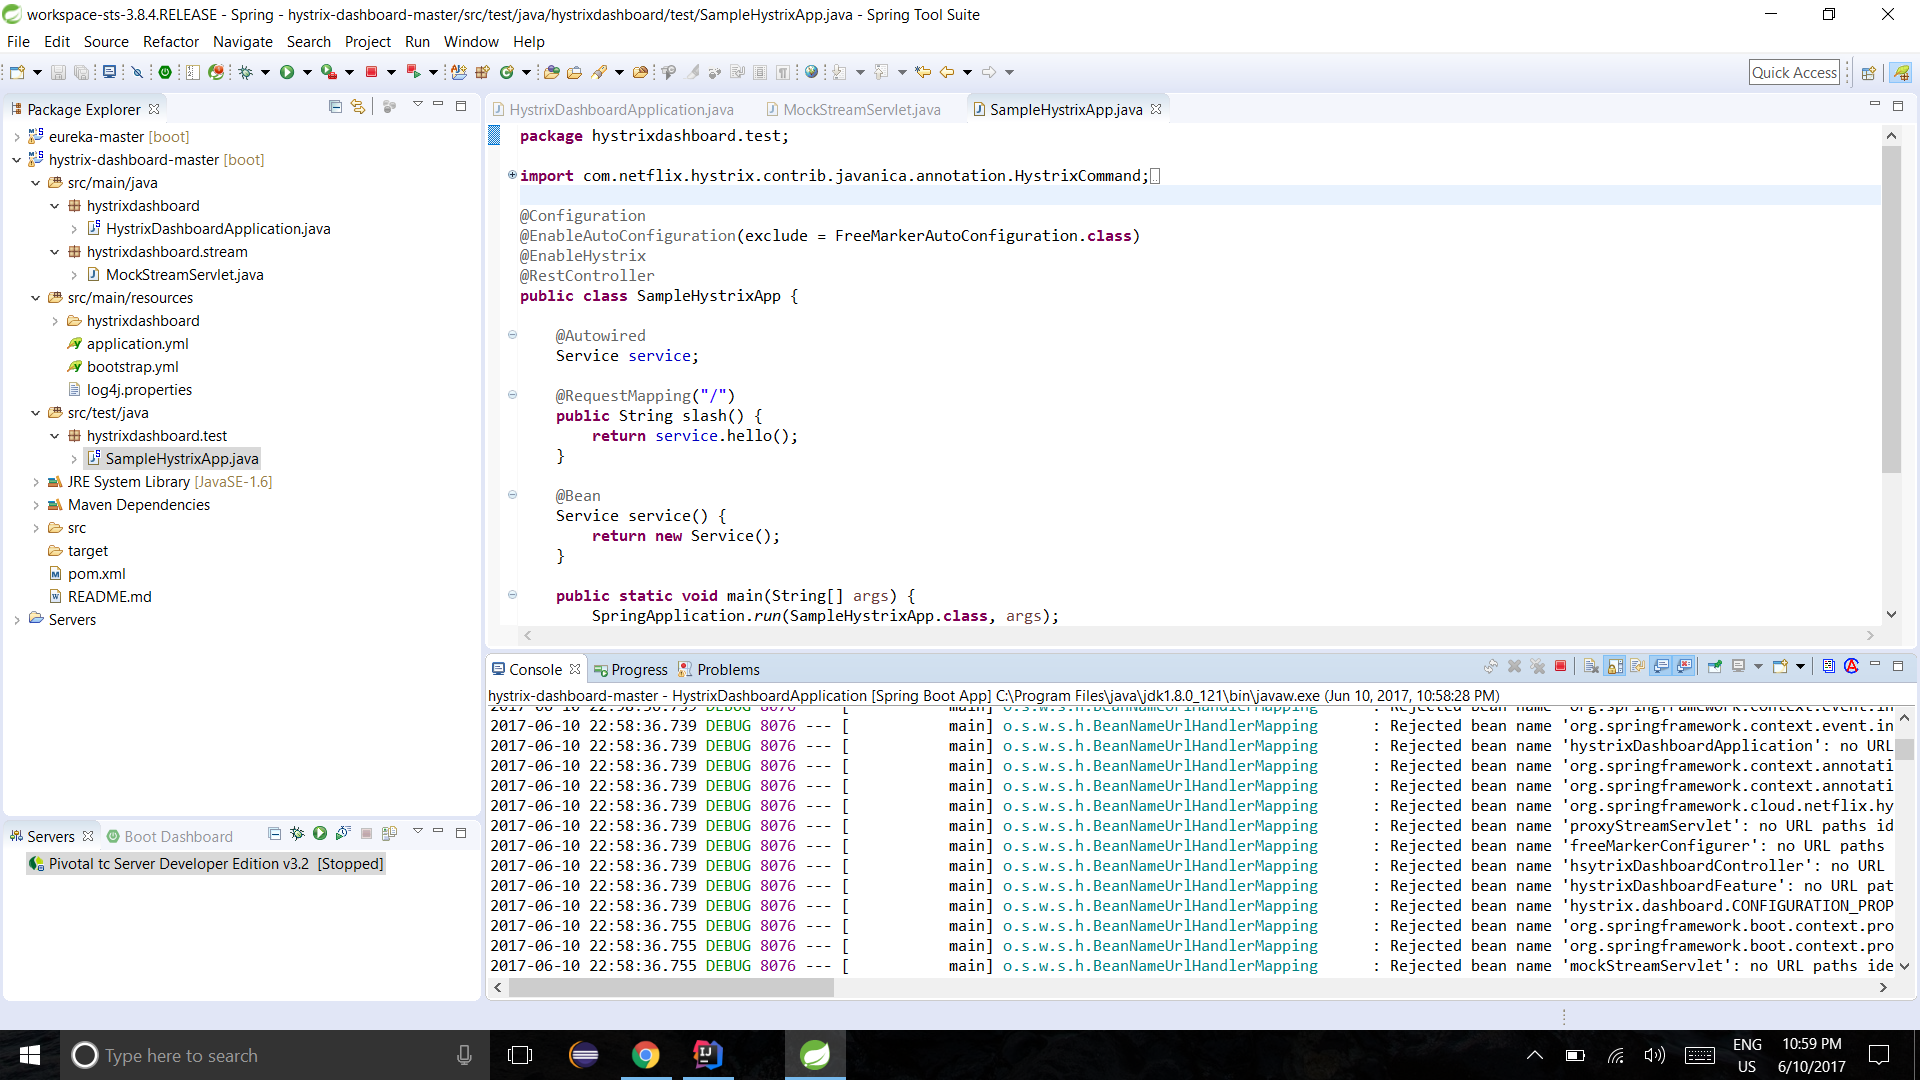 workspace-sts-3.8.4.RELEASE - Spring - hystrix-dashboard-master/src/test/java/hystrixdashboard/test/SampleHystrixApp.java - Spring Tool Suite
File Edit Source Refactor Navigate Search Project Run Window Help
Quick Access
Package Explorer
eureka-master [boot]
hystrix-dashboard-master [boot]
src/main/java
hystrixdashboard
HystrixDashboardApplication.java
hystrixdashboard.stream
MockStreamServlet.java
src/main/resources
hystrixdashboard
application.yml
bootstrap.yml
log4j.properties
src/test/java
hystrixdashboard.test
SampleHystrixApp.java
JRE System Library [JavaSE-1.6]
Maven Dependencies
src
target
pom.xml
README.md
Servers
Servers Boot Dashboard
Pivotal tc Server Developer Edition v3.2 [Stopped]
HystrixDashboardApplication.java MockStreamServlet.java SampleHystrixApp.java
package hystrixdashboard.test;
import com.netflix.hystrix.contrib.javanica.annotation.HystrixCommand;
@Configuration
@EnableAutoConfiguration(exclude = FreeMarkerAutoConfiguration.class)
@EnableHystrix
@RestController
public class SampleHystrixApp {
@Autowired
Service service;
@RequestMapping("/")
public String slash() {
return service.hello();
}
@Bean
Service service() {
return new Service();
}
public static void main(String[] args) {
SpringApplication.run(SampleHystrixApp.class, args);
Console Progress Problems
hystrix-dashboard-master - HystrixDashboardApplication [Spring Boot App] C:\Program Files\java\jdk1.8.0_121\bin\javaw.exe (Jun 10, 2017, 10:58:28 PM)
2017-06-10 22:58:36.739 DEBUG 8076 --- [ main] o.s.w.s.h.BeanNameUrlHandlerMapping : Rejected bean name 'org.springframework.context.event.in
2017-06-10 22:58:36.739 DEBUG 8076 --- [ main] o.s.w.s.h.BeanNameUrlHandlerMapping : Rejected bean name 'org.springframework.context.event.in
2017-06-10 22:58:36.739 DEBUG 8076 --- [ main] o.s.w.s.h.BeanNameUrlHandlerMapping : Rejected bean name 'hystrixDashboardApplication': no URL
2017-06-10 22:58:36.739 DEBUG 8076 --- [ main] o.s.w.s.h.BeanNameUrlHandlerMapping : Rejected bean name 'org.springframework.context.annotati
2017-06-10 22:58:36.739 DEBUG 8076 --- [ main] o.s.w.s.h.BeanNameUrlHandlerMapping : Rejected bean name 'org.springframework.context.annotati
2017-06-10 22:58:36.739 DEBUG 8076 --- [ main] o.s.w.s.h.BeanNameUrlHandlerMapping : Rejected bean name 'org.springframework.cloud.netflix.hy
2017-06-10 22:58:36.739 DEBUG 8076 --- [ main] o.s.w.s.h.BeanNameUrlHandlerMapping : Rejected bean name 'proxyStreamServlet': no URL paths id
2017-06-10 22:58:36.739 DEBUG 8076 --- [ main] o.s.w.s.h.BeanNameUrlHandlerMapping : Rejected bean name 'freeMarkerConfigurer': no URL paths
2017-06-10 22:58:36.739 DEBUG 8076 --- [ main] o.s.w.s.h.BeanNameUrlHandlerMapping : Rejected bean name 'hsytrixDashboardController': no URL
2017-06-10 22:58:36.739 DEBUG 8076 --- [ main] o.s.w.s.h.BeanNameUrlHandlerMapping : Rejected bean name 'hystrixDashboardFeature': no URL pat
2017-06-10 22:58:36.739 DEBUG 8076 --- [ main] o.s.w.s.h.BeanNameUrlHandlerMapping : Rejected bean name 'hystrix.dashboard.CONFIGURATION_PROP
2017-06-10 22:58:36.755 DEBUG 8076 --- [ main] o.s.w.s.h.BeanNameUrlHandlerMapping : Rejected bean name 'org.springframework.boot.context.pro
2017-06-10 22:58:36.755 DEBUG 8076 --- [ main] o.s.w.s.h.BeanNameUrlHandlerMapping : Rejected bean name 'org.springframework.boot.context.pro
2017-06-10 22:58:36.755 DEBUG 8076 --- [ main] o.s.w.s.h.BeanNameUrlHandlerMapping : Rejected bean name 'mockStreamServlet': no URL paths ide
Type here to search
ENG
US
10:59 PM
6/10/2017